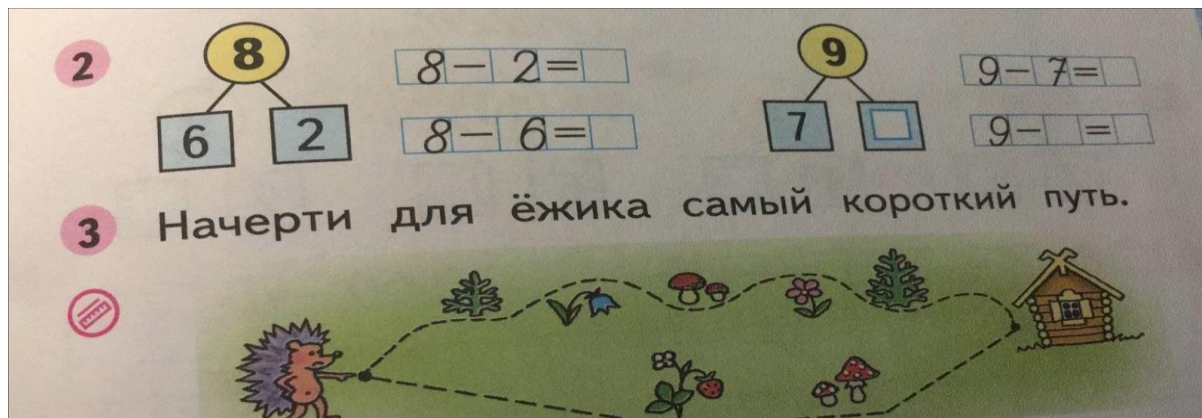 2 8 8 − 2 = 9 9 − 7 =
6 2 8 − 6 = 7 9 − =
3 Начерти для ёжика самый короткий путь.